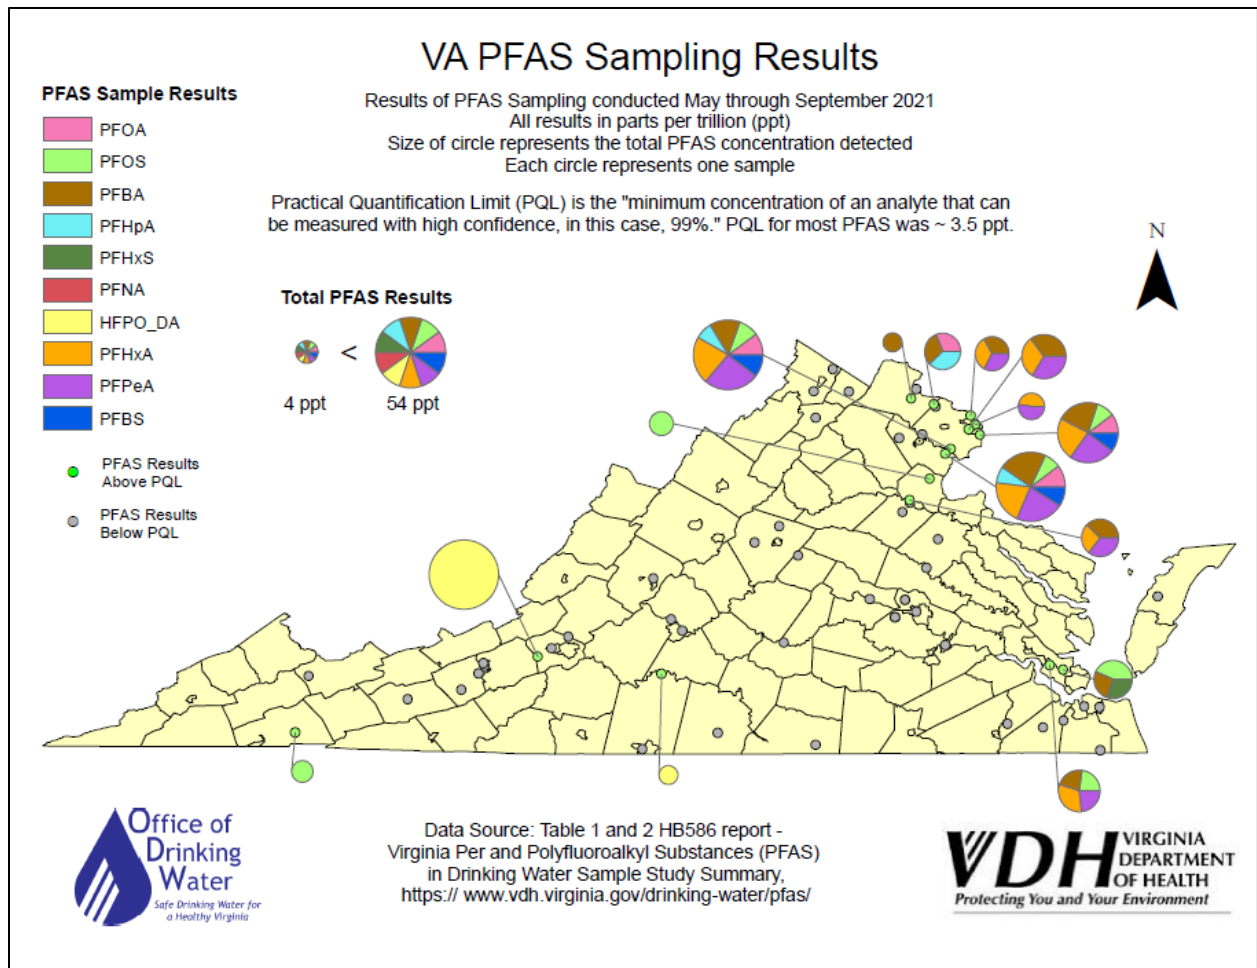 VA PFAS Sampling Results
Results of PFAS Sampling conducted May through September 2021
All results in parts per trillion (ppt)
Size of circle represents the total PFAS concentration detected
Each circle represents one sample
Practical Quantification Limit (PQL) is the "minimum concentration of an analyte that can
be measured with high confidence, in this case, 99%." PQL for most PFAS was ~ 3.5 ppt.
PFAS Sample Results
PFOA
PFOS
PFBA
PFHpA
PFHxS
PFNA
HFPO_DA
PFHxA
PFPeA
PFBS
PFAS Results
Above PQL
PFAS Results
Below PQL
Total PFAS Results
<
4 ppt
54 ppt
N
Office of
Drinking
Water
Safe Drinking Water for
a Healthy Virginia
Data Source: Table 1 and 2 HB586 report -
Virginia Per and Polyfluoroalkyl Substances (PFAS)
in Drinking Water Sample Study Summary,
https:// www.vdh.virginia.gov/drinking-water/pfas/
VDH VIRGINIA
DEPARTMENT
OF HEALTH
Protecting You and Your Environment